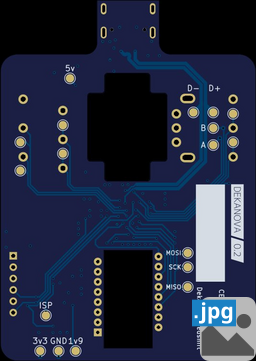 5v
D- D+
B
A
DEKANOVA 0.2
MOSI
SCK
MISO
ISP
3v3 GND 1v9
.jpg